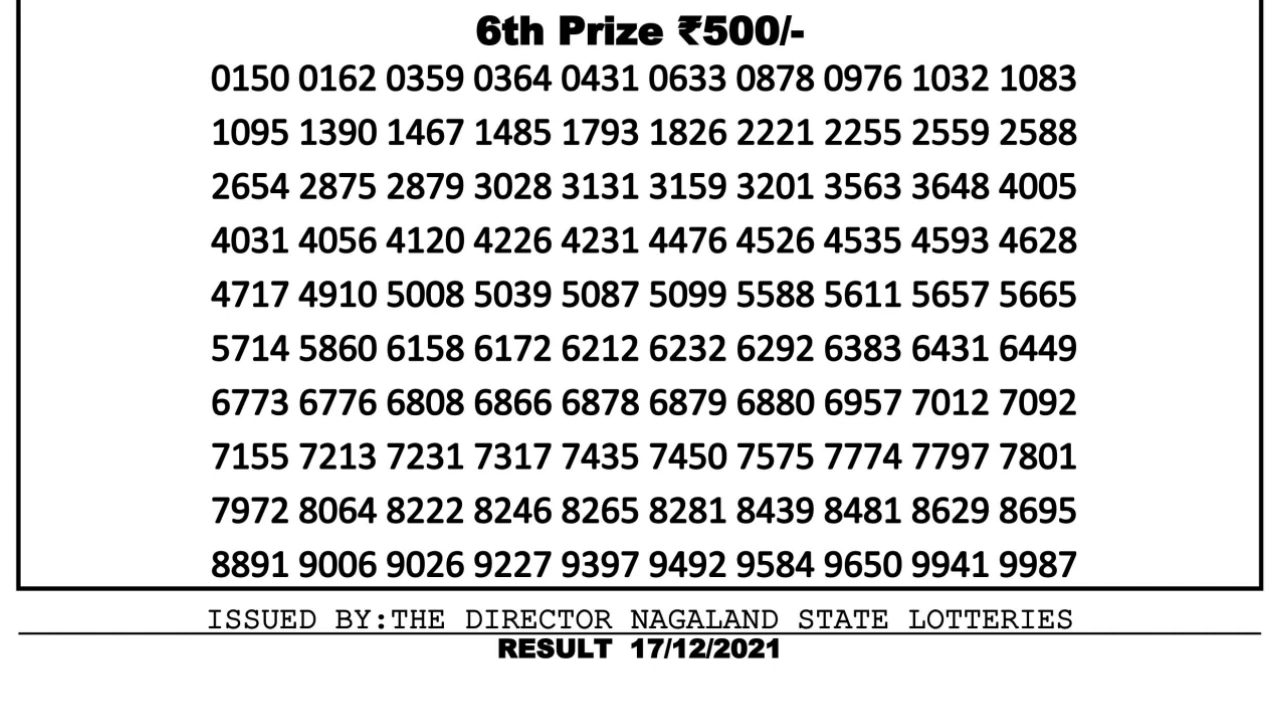 6th Prize ₹500/-
0150 0162 0359 0364 0431 0633 0878 0976 1032 1083
1095 1390 1467 1485 1793 1826 2221 2255 2559 2588
2654 2875 2879 3028 3131 3159 3201 3563 3648 4005
4031 4056 4120 4226 4231 4476 4526 4535 4593 4628
4717 4910 5008 5039 5087 5099 5588 5611 5657 5665
5714 5860 6158 6172 6212 6232 6292 6383 6431 6449
6773 6776 6808 6866 6878 6879 6880 6957 7012 7092
7155 7213 7231 7317 7435 7450 7575 7774 7797 7801
7972 8064 8222 8246 8265 8281 8439 8481 8629 8695
8891 9006 9026 9227 9397 9492 9584 9650 9941 9987
ISSUED BY:THE DIRECTOR NAGALAND STATE LOTTERIES
RESULT 17/12/2021